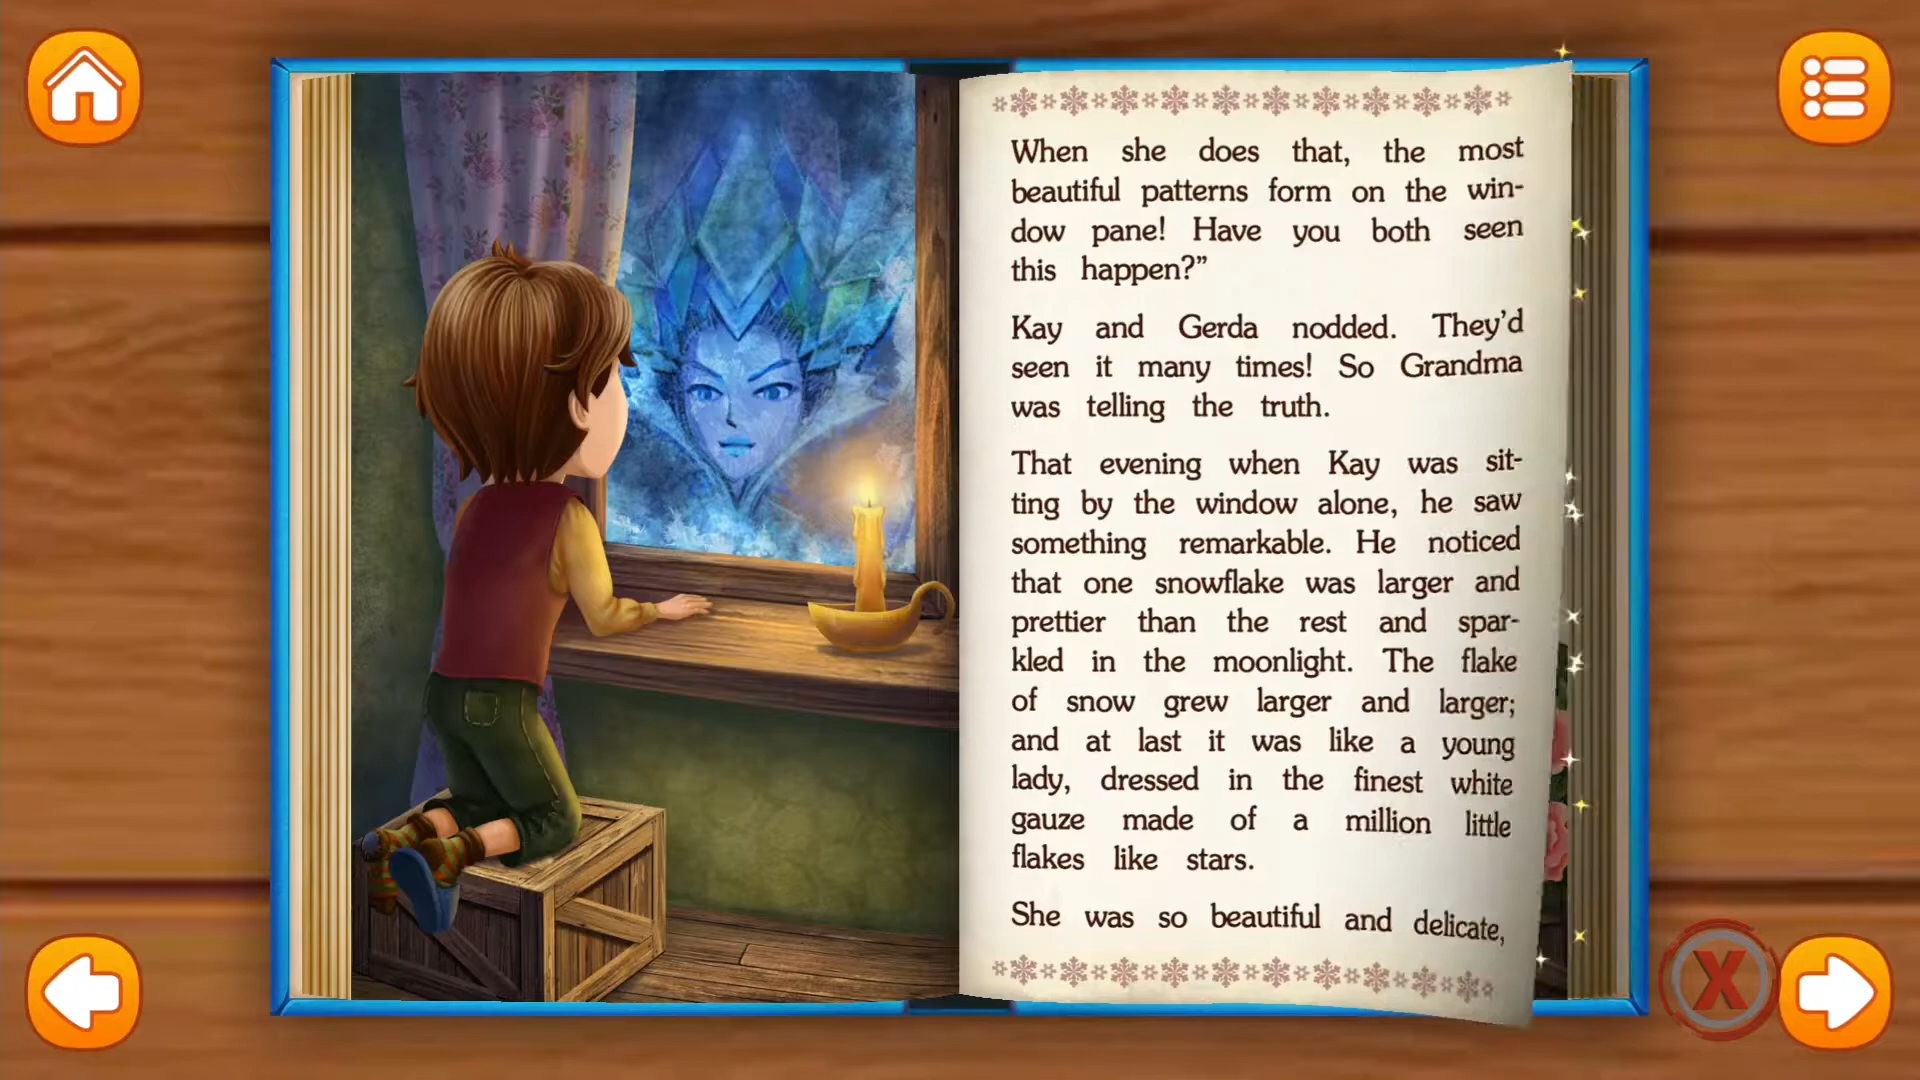 When she does that, the most
beautiful patterns form on the win-
dow pane! Have you both seen
this happen?”
Kay and Gerda nodded. They’d
seen it many times! So Grandma
was telling the truth.
That evening when Kay was sit-
ting by the window alone, he saw
something remarkable. He noticed
that one snowflake was larger and
prettier than the rest and spar-
kled in the moonlight. The flake
of snow grew larger and larger;
and at last it was like a young
lady, dressed in the finest white
gauze made of a million little
flakes like stars.
She was so beautiful and delicate,
X